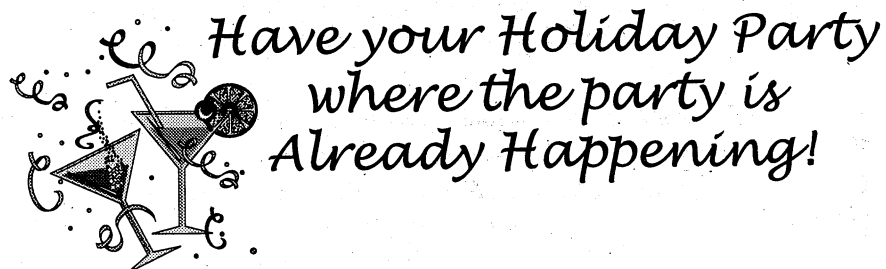 Have your Holiday Party
where the party is
Already Happening!